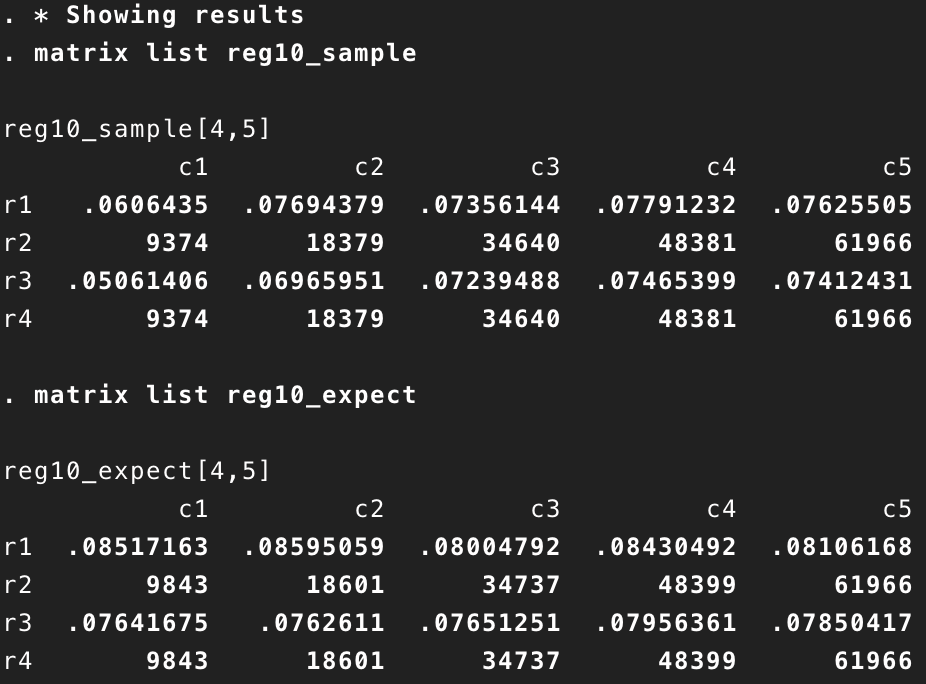 . * Showing results
. matrix list reg10_sample
reg10_sample[4,5]
c1 c2 c3 c4 c5
r1 .0606435 .07694379 .07356144 .07791232 .07625505
r2 9374 18379 34640 48381 61966
r3 .05061406 .06965951 .07239488 .07465399 .07412431
r4 9374 18379 34640 48381 61966
. matrix list reg10_expect
reg10_expect[4,5]
c1 c2 c3 c4 c5
r1 .08517163 .08595059 .08004792 .08430492 .08106168
r2 9843 18601 34737 48399 61966
r3 .07641675 .0762611 .07651251 .07956361 .07850417
r4 9843 18601 34737 48399 61966